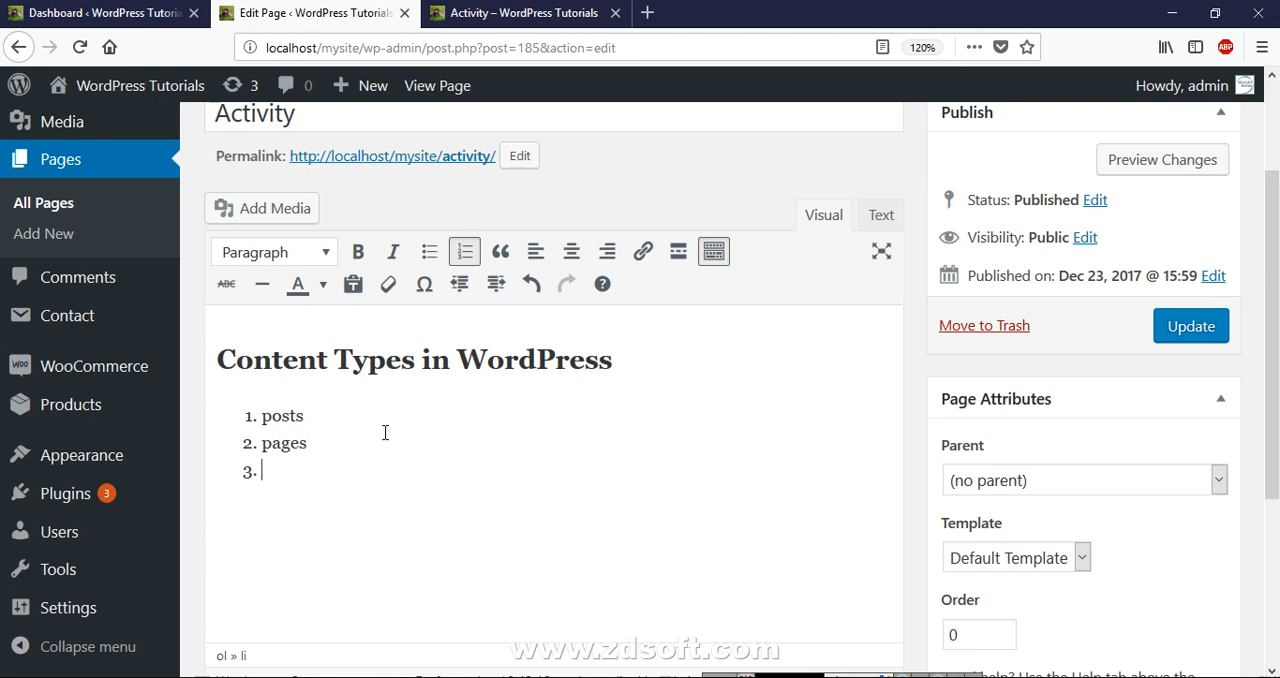 Dashboard ‹ WordPress Tutoria
Edit Page ‹ WordPress Tutorials
Activity – WordPress Tutorials
localhost/mysite/wp-admin/post.php?post=185&action=edit
120%
ABP
WordPress Tutorials
3
0
New
View Page
Howdy, admin
Media
Pages
All Pages
Add New
Comments
Contact
WooCommerce
Products
Appearance
Plugins 3
Users
Tools
Settings
Collapse menu
Activity
Permalink: http://localhost/mysite/activity/
Edit
Add Media
Visual
Text
Paragraph
B I
ABC
A
Ω
Content Types in WordPress
1. posts
2. pages
3.
ol » li
Publish
Preview Changes
Status: Published Edit
Visibility: Public Edit
Published on: Dec 23, 2017 @ 15:59 Edit
Move to Trash
Update
Page Attributes
Parent
(no parent)
Template
Default Template
Order
0
www.zdsoft.com